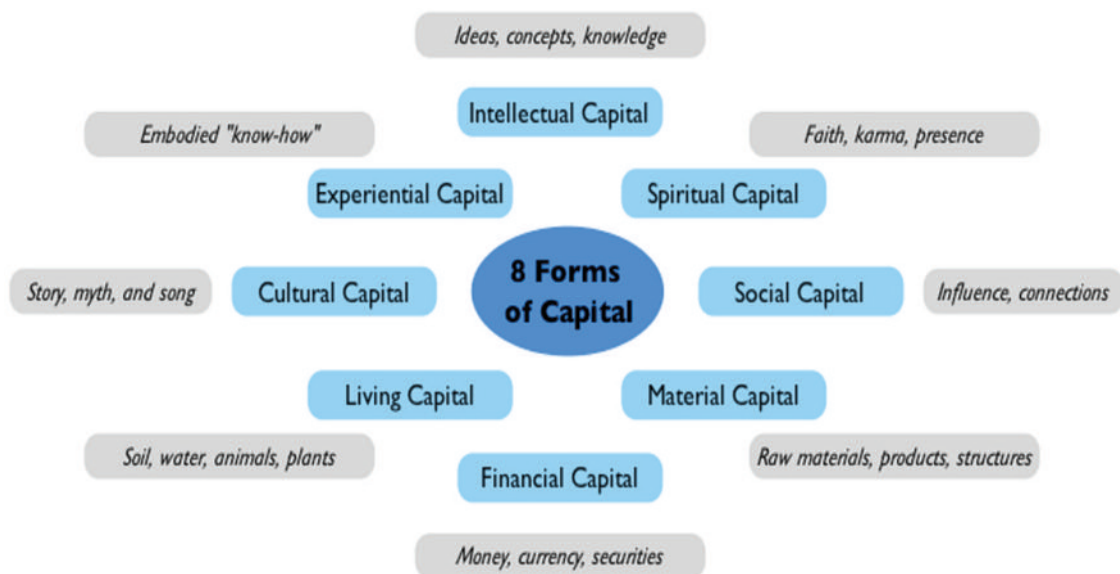 Ideas, concepts, knowledge
Intellectual Capital
Embodied "know-how"
Faith, karma, presence
Experiential Capital
Spiritual Capital
8 Forms
of Capital
Story, myth, and song
Cultural Capital
Social Capital
Influence, connections
Living Capital
Material Capital
Soil, water, animals, plants
Raw materials, products, structures
Financial Capital
Money, currency, securities